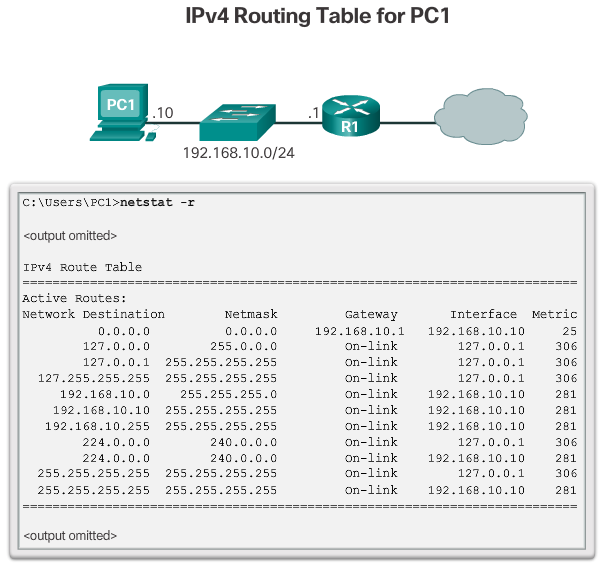 IPv4 Routing Table for PC1
PC1
.10
.1
R1
192.168.10.0/24
C:\Users\PC1>netstat -r
<output omitted>
IPv4 Route Table
===========================================================================
Active Routes:
Network Destination        Netmask          Gateway       Interface  Metric
0.0.0.0          0.0.0.0     192.168.10.1   192.168.10.10     25
127.0.0.0        255.0.0.0         On-link         127.0.0.1    306
127.0.0.1  255.255.255.255         On-link         127.0.0.1    306
127.255.255.255  255.255.255.255         On-link         127.0.0.1    306
192.168.10.0    255.255.255.0         On-link     192.168.10.10    281
192.168.10.10  255.255.255.255         On-link     192.168.10.10    281
192.168.10.255  255.255.255.255         On-link     192.168.10.10    281
224.0.0.0        240.0.0.0         On-link         127.0.0.1    306
224.0.0.0        240.0.0.0         On-link     192.168.10.10    281
255.255.255.255  255.255.255.255         On-link         127.0.0.1    306
255.255.255.255  255.255.255.255         On-link     192.168.10.10    281
===========================================================================
<output omitted>